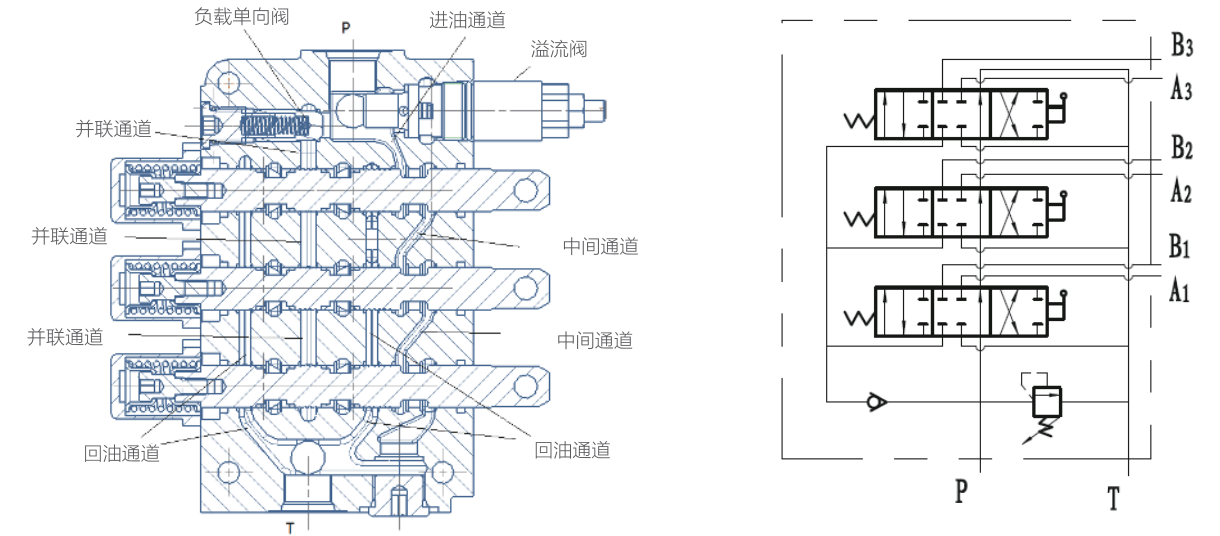 负载单向阀
P
进油通道
溢流阀
并联通道
并联通道
中间通道
并联通道
中间通道
回油通道
回油通道
T
B3
A3
B2
A2
B1
A1
P
T